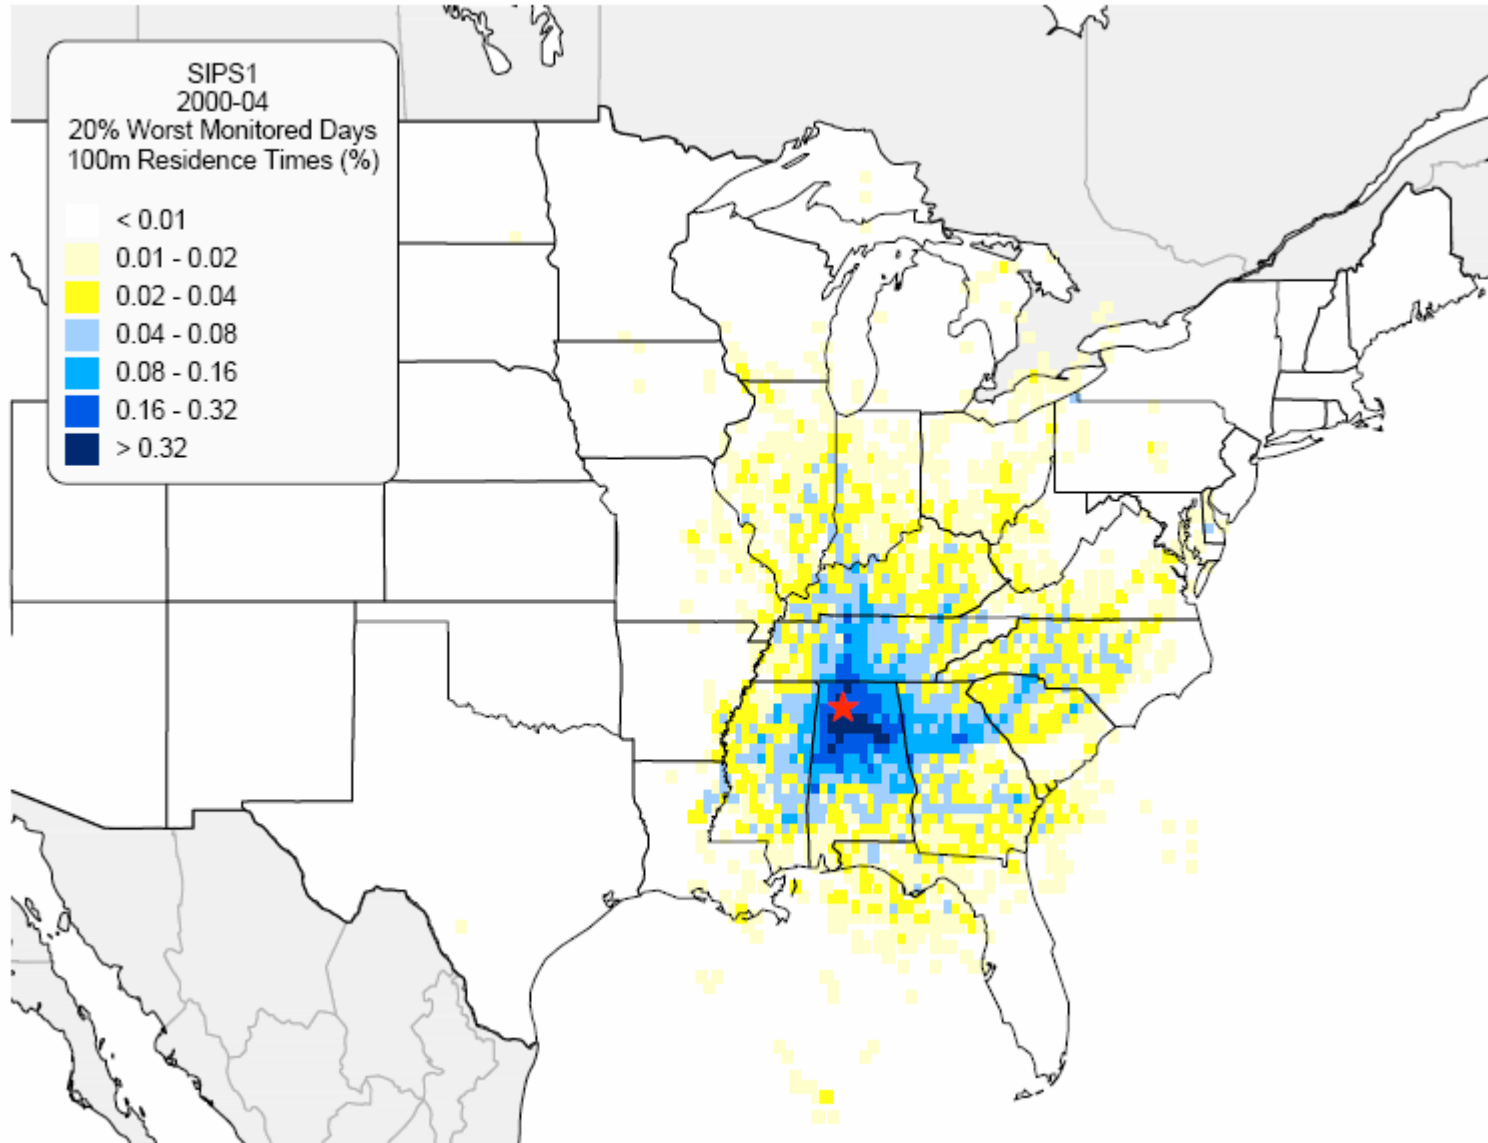 SIPS1
2000-04
20% Worst Monitored Days
100m Residence Times (%)
< 0.01
0.01 - 0.02
0.02 - 0.04
0.04 - 0.08
0.08 - 0.16
0.16 - 0.32
> 0.32